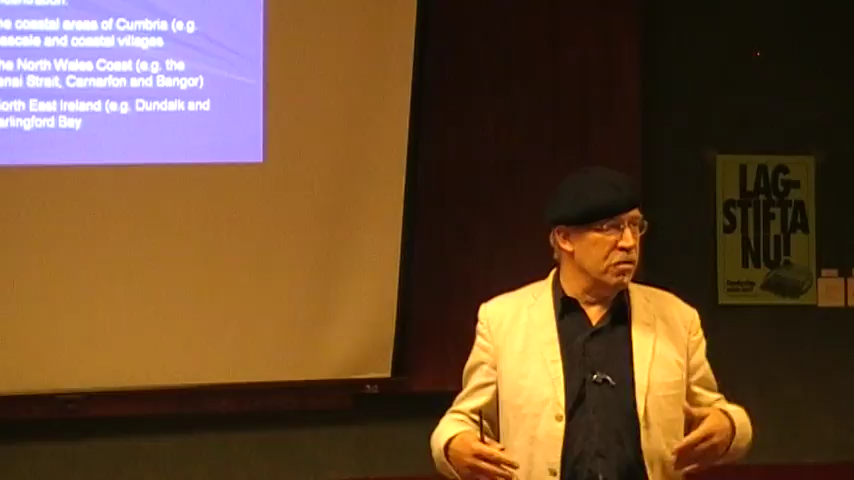 he coastal areas of Cumbria (e.g.
ascale and coastal villages
he North Wales Coast (e.g. the
enai Strait, Carnarfon and Bangor)
orth East Ireland (e.g. Dundalk and
arlingford Bay
LAG-
STIFTA
NU!